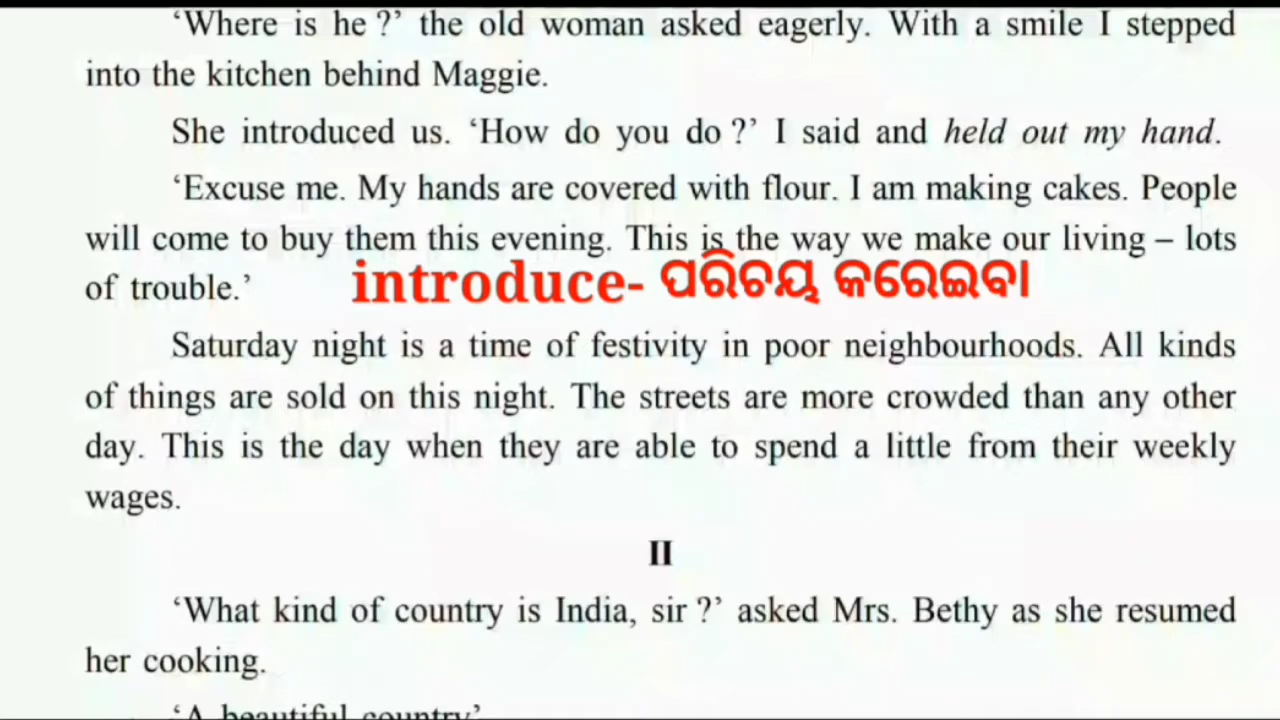 ‘Where is he ?’ the old woman asked eagerly. With a smile I stepped
into the kitchen behind Maggie.
She introduced us. ‘How do you do ?’ I said and held out my hand.
‘Excuse me. My hands are covered with flour. I am making cakes. People
will come to buy them this evening. This is the way we make our living – lots
of trouble.’
introduce- ପରିଚୟ କରେଇବା
Saturday night is a time of festivity in poor neighbourhoods. All kinds
of things are sold on this night. The streets are more crowded than any other
day. This is the day when they are able to spend a little from their weekly
wages.
II
‘What kind of country is India, sir ?’ asked Mrs. Bethy as she resumed
her cooking.
‘A beautiful country’